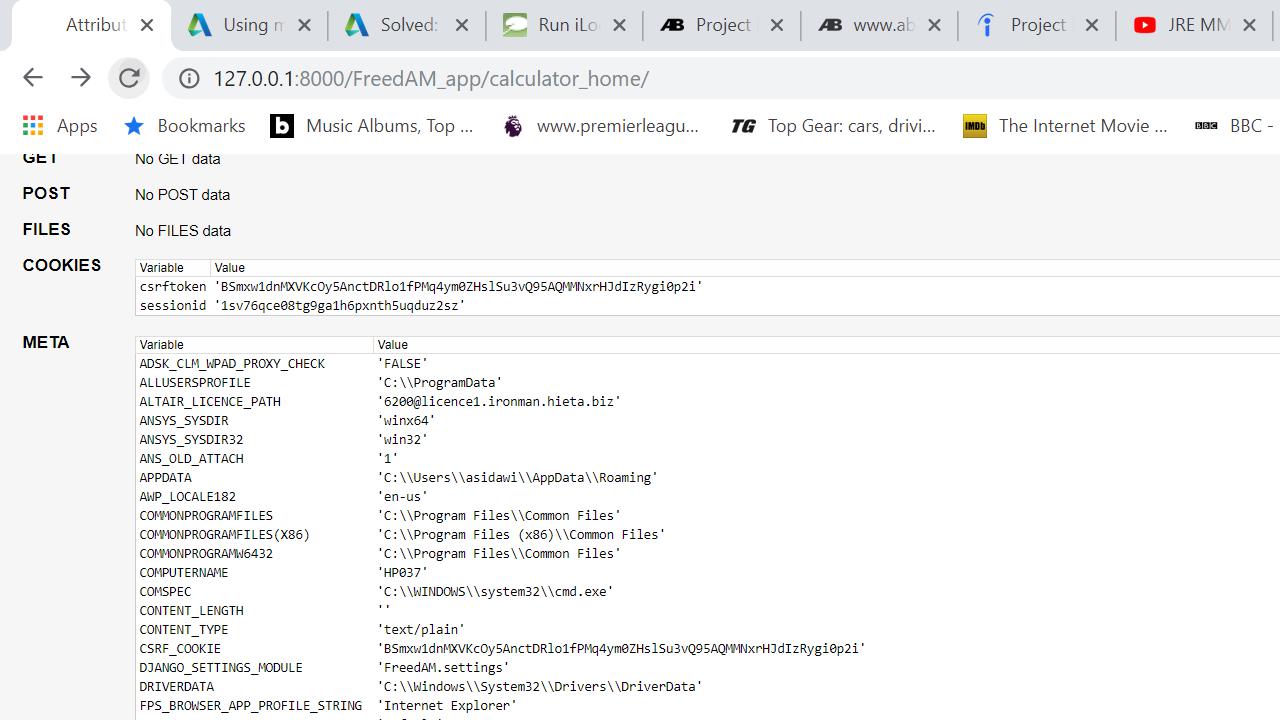 Attribut
Using m
Solved:
Run iLo
Project
www.ab
Project
JRE MM
127.0.0.1:8000/FreedAM_app/calculator_home/
Apps
Bookmarks
Music Albums, Top ...
www.premierleagu...
TG
Top Gear: cars, drivi...
IMDb
The Internet Movie ...
BBC
BBC -
GET No GET data
POST No POST data
FILES No FILES data
COOKIES
Variable Value
csrftoken 'BSmxw1dnMXVKcOy5AnctDRlo1fPMq4ym0ZHslSu3vQ95AQMMNxrHJdIzRygi0p2i'
sessionid '1sv76qce08tg9ga1h6pxnth5uqduz2sz'
META
Variable Value
ADSK_CLM_WPAD_PROXY_CHECK 'FALSE'
ALLUSERSPROFILE 'C:\\ProgramData'
ALTAIR_LICENCE_PATH '6200@licence1.ironman.hieta.biz'
ANSYS_SYSDIR 'winx64'
ANSYS_SYSDIR32 'win32'
ANS_OLD_ATTACH '1'
APPDATA 'C:\\Users\\asidawi\\AppData\\Roaming'
AWP_LOCALE182 'en-us'
COMMONPROGRAMFILES 'C:\\Program Files\\Common Files'
COMMONPROGRAMFILES(X86) 'C:\\Program Files (x86)\\Common Files'
COMMONPROGRAMW6432 'C:\\Program Files\\Common Files'
COMPUTERNAME 'HP037'
COMSPEC 'C:\\WINDOWS\\system32\\cmd.exe'
CONTENT_LENGTH ''
CONTENT_TYPE 'text/plain'
CSRF_COOKIE 'BSmxw1dnMXVKcOy5AnctDRlo1fPMq4ym0ZHslSu3vQ95AQMMNxrHJdIzRygi0p2i'
DJANGO_SETTINGS_MODULE 'FreedAM.settings'
DRIVERDATA 'C:\\Windows\\System32\\Drivers\\DriverData'
FPS_BROWSER_APP_PROFILE_STRING 'Internet Explorer'